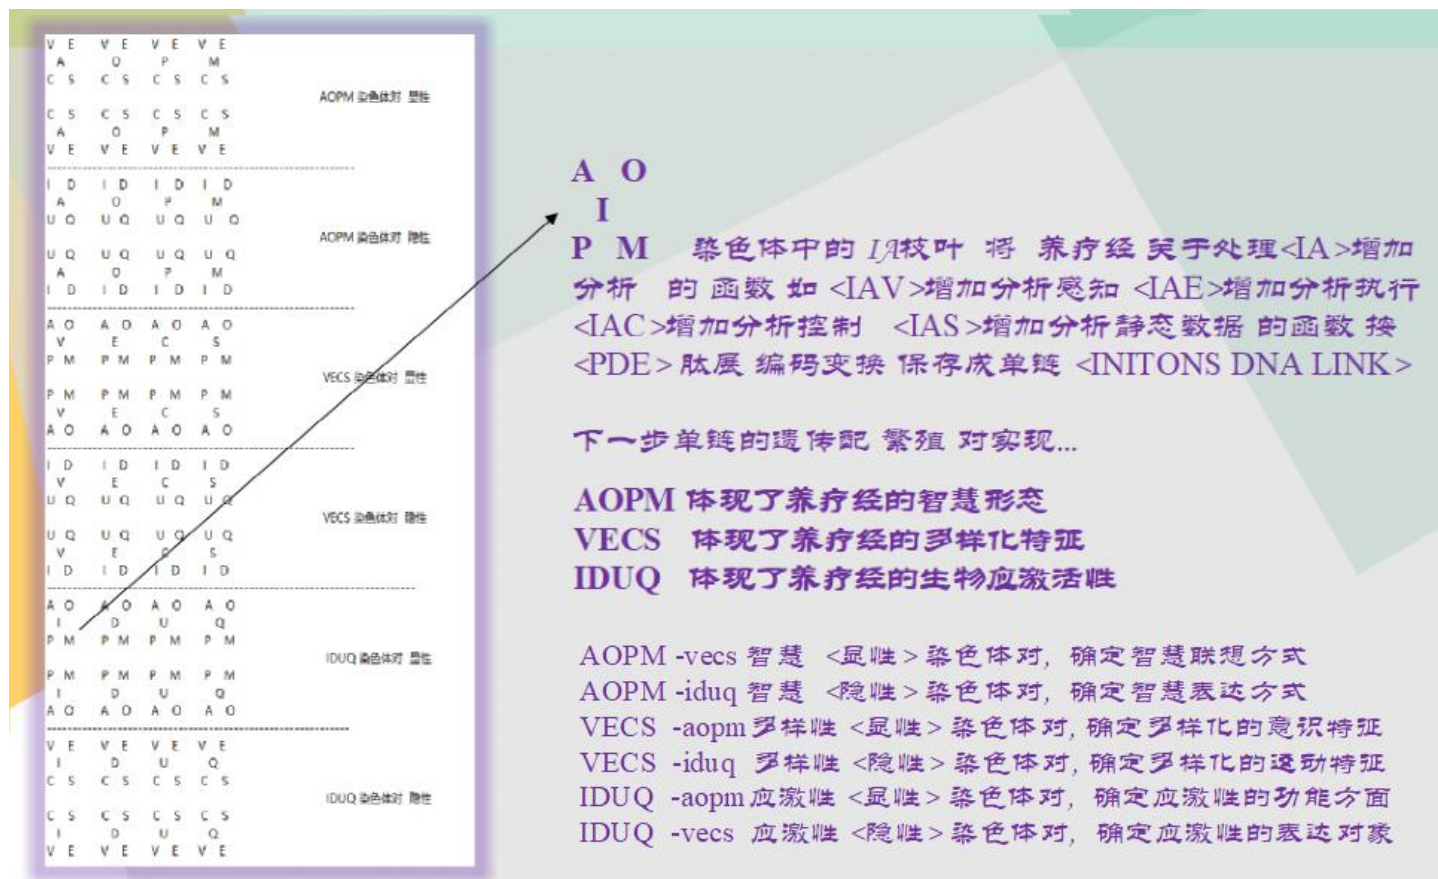 V E V E V E V E
A O P M
C S C S C S C S
AOPM 染色体对 显性
C S C S C S C S
A O P M
V E V E V E V E
I D I D I D I D
A O P M
U Q U Q U Q U Q
AOPM 染色体对 隐性
U Q U Q U Q U Q
A O P M
I D I D I D I D
A O A O A O A O
V E C S
P M P M P M P M
VECS 染色体对 显性
P M P M P M P M
V E C S
A O A O A O A O
I D I D I D I D
V E C S
U Q U Q U Q U Q
VECS 染色体对 隐性
U Q U Q U Q U Q
V E C S
I D I D I D I D
A O A O A O A O
I D U Q
P M P M P M P M
IDUQ 染色体对 显性
P M P M P M P M
I D U Q
A O A O A O A O
V E V E V E V E
I D U Q
C S C S C S C S
IDUQ 染色体对 隐性
C S C S C S C S
I D U Q
V E V E V E V E
A O
I
P M 染色体中的 IA枝叶 将 养疗经 关于处理<IA>增加
分析 的 函数 如 <IAV>增加分析感知 <IAE>增加分析执行
<IAC>增加分析控制 <IAS>增加分析静态数据 的函数 按
<PDE> 肽展 编码变换 保存成单链 <INITONS DNA LINK>
下一步单链的遗传配 繁殖 对实现...
AOPM 体现了养疗经的智慧形态
VECS 体现了养疗经的多样化特征
IDUQ 体现了养疗经的生物应激活性
AOPM -vecs 智慧 <显性> 染色体对, 确定智慧联想方式
AOPM -iduq 智慧 <隐性> 染色体对, 确定智慧表达方式
VECS -aopm 多样性 <显性> 染色体对, 确定多样化的意识特征
VECS -iduq 多样性 <隐性> 染色体对, 确定多样化的运动特征
IDUQ -aopm 应激性 <显性> 染色体对, 确定应激性的功能方面
IDUQ -vecs 应激性 <隐性> 染色体对, 确定应激性的表达对象